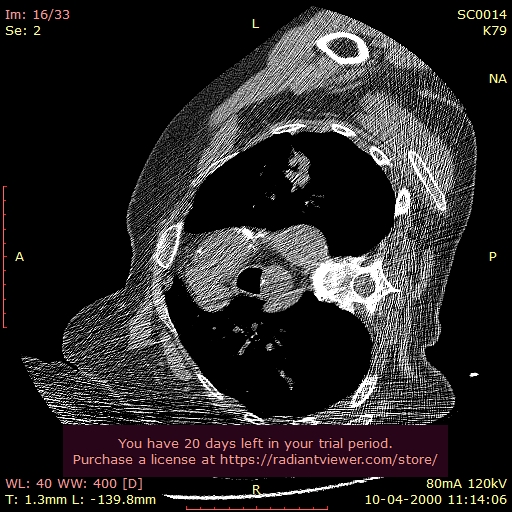 Im: 16/33
Se: 2
L
SC0014
K79
NA
A
P
You have 20 days left in your trial period.
Purchase a license at https://radiantviewer.com/store/
WL: 40 WW: 400 [D]
T: 1.3mm L: -139.8mm
R
80mA 120kV
10-04-2000 11:14:06